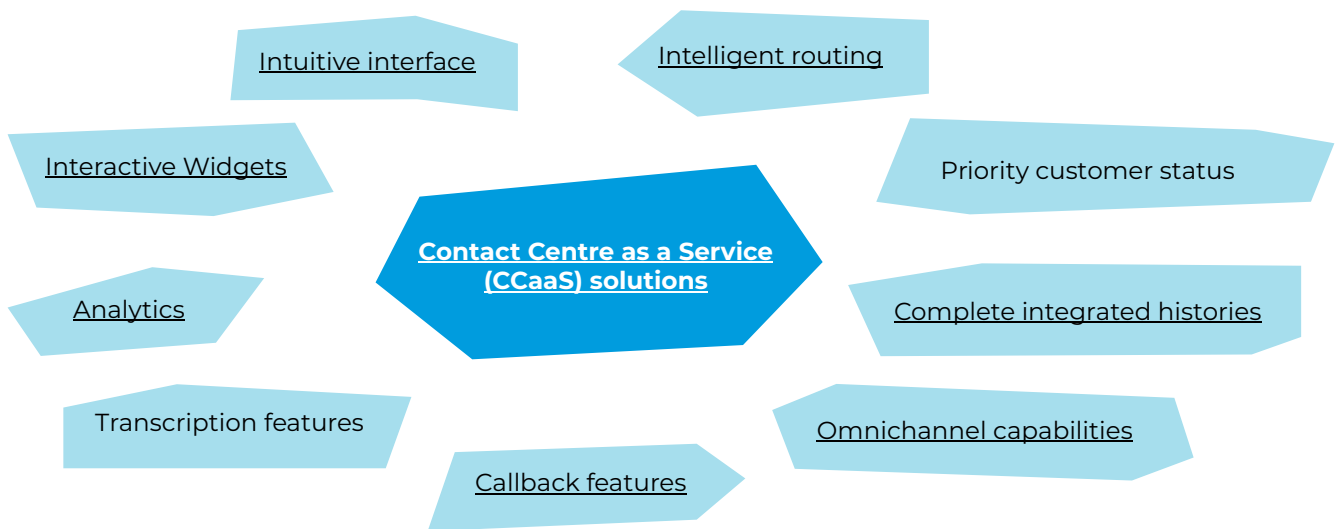 Intuitive interface
Intelligent routing
Interactive Widgets
Priority customer status
Contact Centre as a Service
(CCaaS) solutions
Analytics
Complete integrated histories
Transcription features
Omnichannel capabilities
Callback features